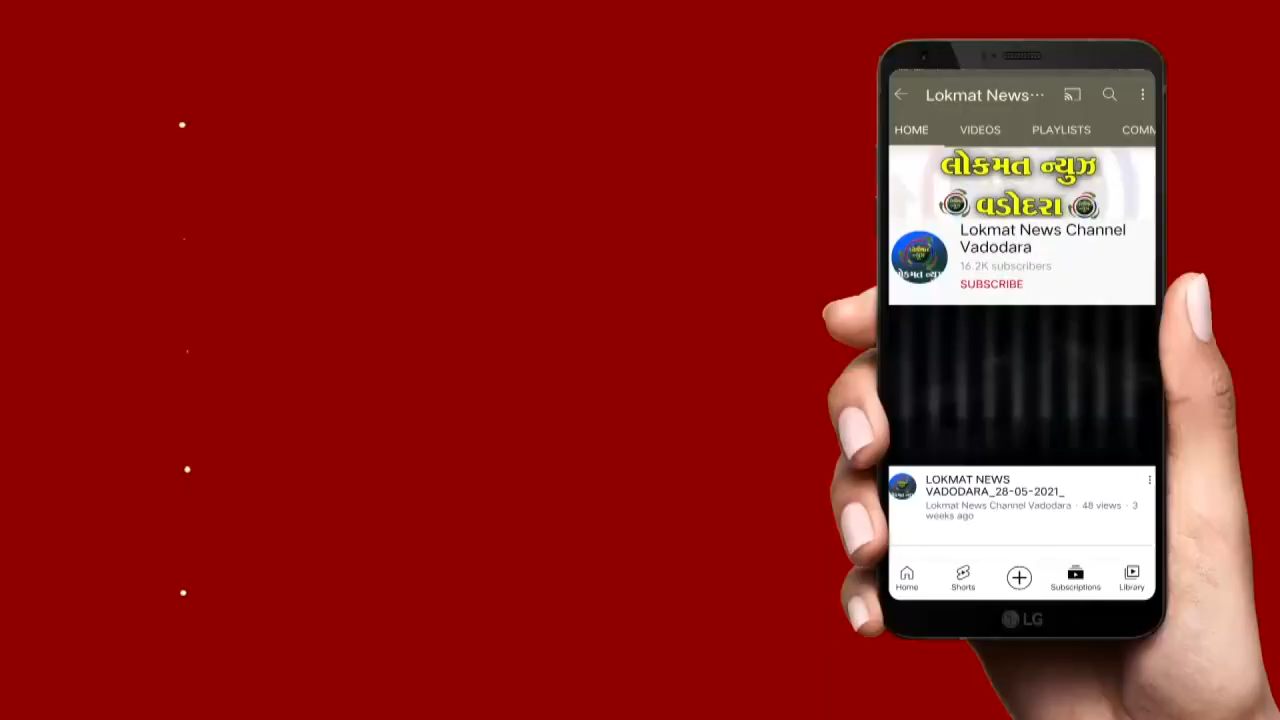 Lokmat News...
HOME VIDEOS PLAYLISTS COMM
લોકમત ન્યુઝ
વડોદરા
Lokmat News Channel
Vadodara
16.2K subscribers
SUBSCRIBE
લોકમત ન્યુઝ
LOKMAT NEWS
VADODARA_28-05-2021_
Lokmat News Channel Vadodara · 48 views · 3
weeks ago
Home Shorts Subscriptions Library
LG